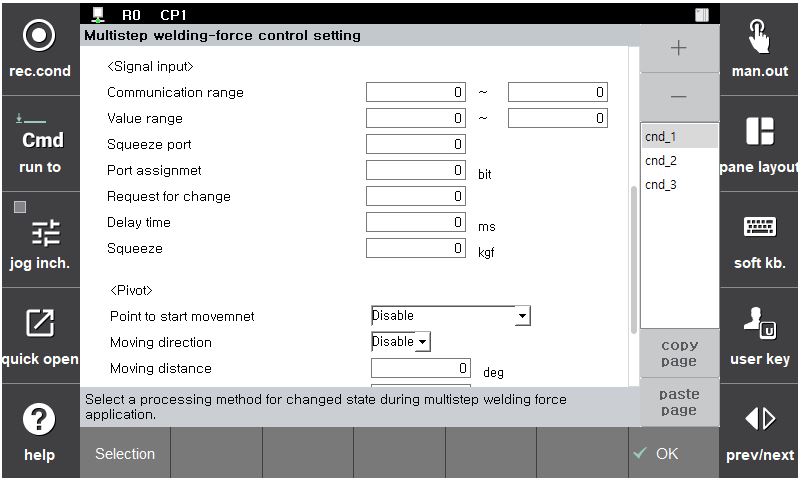 R0 CP1
Multistep welding-force control setting
rec.cond
Cmd
run to
jog inch.
quick open
help
<Signal input>
Communication range 0 ~ 0
Value range 0 ~ 0
Squeeze port 0
Port assignmet 0 bit
Request for change 0
Delay time 0 ms
Squeeze 0 kgf
<Pivot>
Point to start movemnet Disable
Moving direction Disable
Moving distance 0 deg
Select a processing method for changed state during multistep welding force
application.
+
−
cnd_1
cnd_2
cnd_3
copy
page
paste
page
man.out
pane layout
soft kb.
U
user key
prev/next
Selection
OK